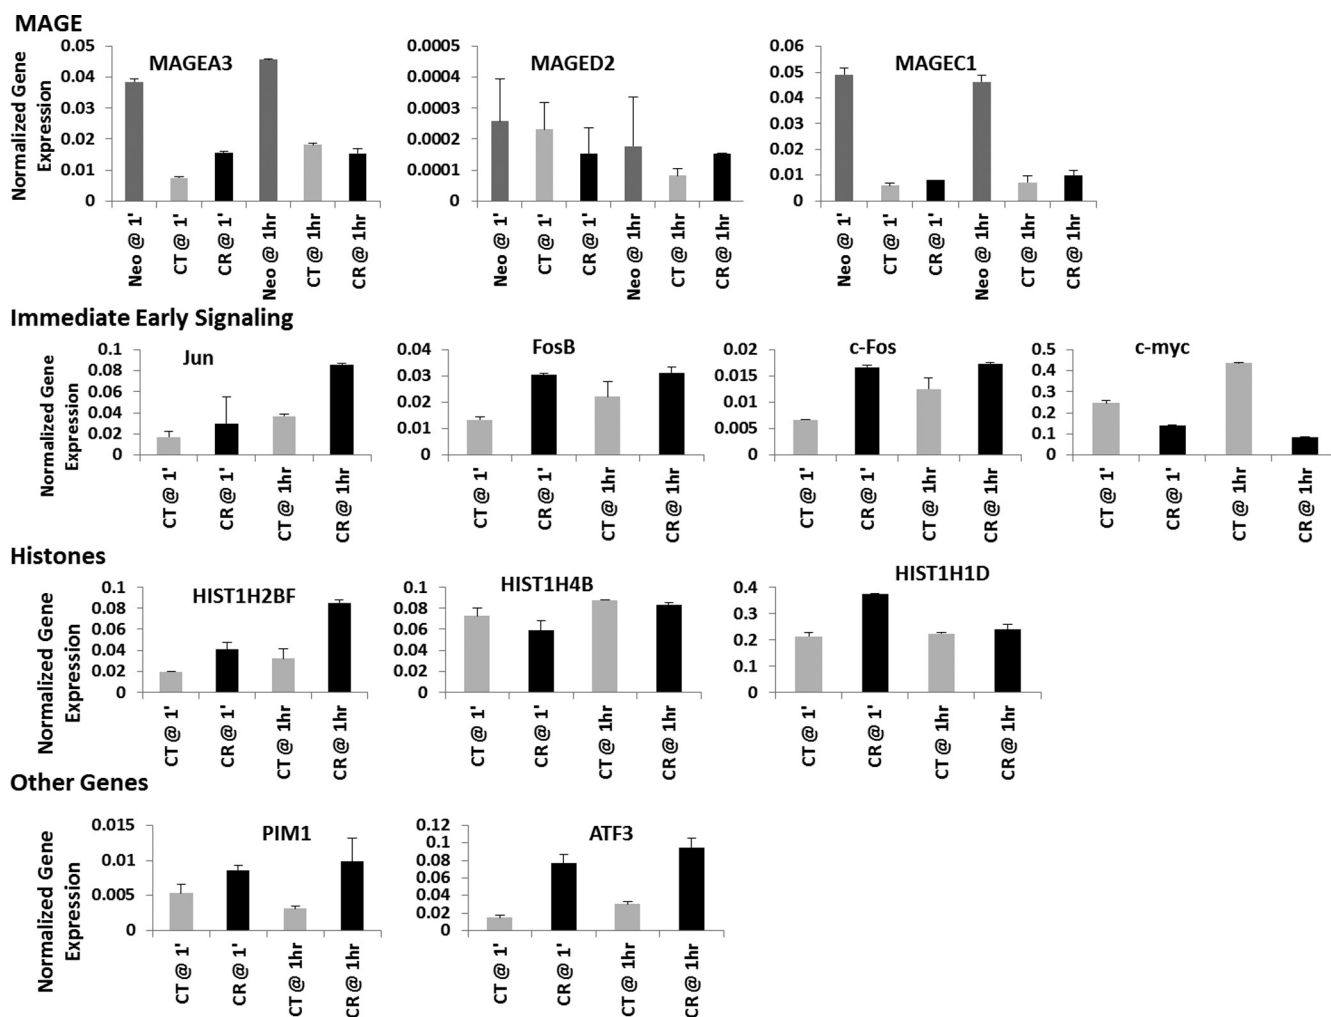 MAGE
Normalized Gene
Expression
MAGEA3
0.05
0.04
0.03
0.02
0.01
0
Neo @ 1'
CT @ 1'
CR @ 1'
Neo @ 1hr
CT @ 1hr
CR @ 1hr
MAGED2
0.0005
0.0004
0.0003
0.0002
0.0001
0
Neo @ 1'
CT @ 1'
CR @ 1'
Neo @ 1hr
CT @ 1hr
CR @ 1hr
MAGEC1
0.06
0.05
0.04
0.03
0.02
0.01
0
Neo @ 1'
CT @ 1'
CR @ 1'
Neo @ 1hr
CT @ 1hr
CR @ 1hr
Immediate Early Signaling
Normalized Gene
Expression
Jun
0.1
0.08
0.06
0.04
0.02
0
CT @ 1'
CR @ 1'
CT @ 1hr
CR @ 1hr
FosB
0.04
0.03
0.02
0.01
0
CT @ 1'
CR @ 1'
CT @ 1hr
CR @ 1hr
c-Fos
0.02
0.015
0.01
0.005
0
CT @ 1'
CR @ 1'
CT @ 1hr
CR @ 1hr
c-myc
0.5
0.4
0.3
0.2
0.1
0
CT @ 1'
CR @ 1'
CT @ 1hr
CR @ 1hr
Histones
Normalized Gene
Expression
HIST1H2BF
0.1
0.08
0.06
0.04
0.02
0
CT @ 1'
CR @ 1'
CT @ 1hr
CR @ 1hr
HIST1H4B
0.1
0.08
0.06
0.04
0.02
0
CT @ 1'
CR @ 1'
CT @ 1hr
CR @ 1hr
HIST1H1D
0.4
0.3
0.2
0.1
0
CT @ 1'
CR @ 1'
CT @ 1hr
CR @ 1hr
Other Genes
Normalized Gene
Expression
PIM1
0.015
0.01
0.005
0
CT @ 1'
CR @ 1'
CT @ 1hr
CR @ 1hr
ATF3
0.12
0.1
0.08
0.06
0.04
0.02
0
CT @ 1'
CR @ 1'
CT @ 1hr
CR @ 1hr